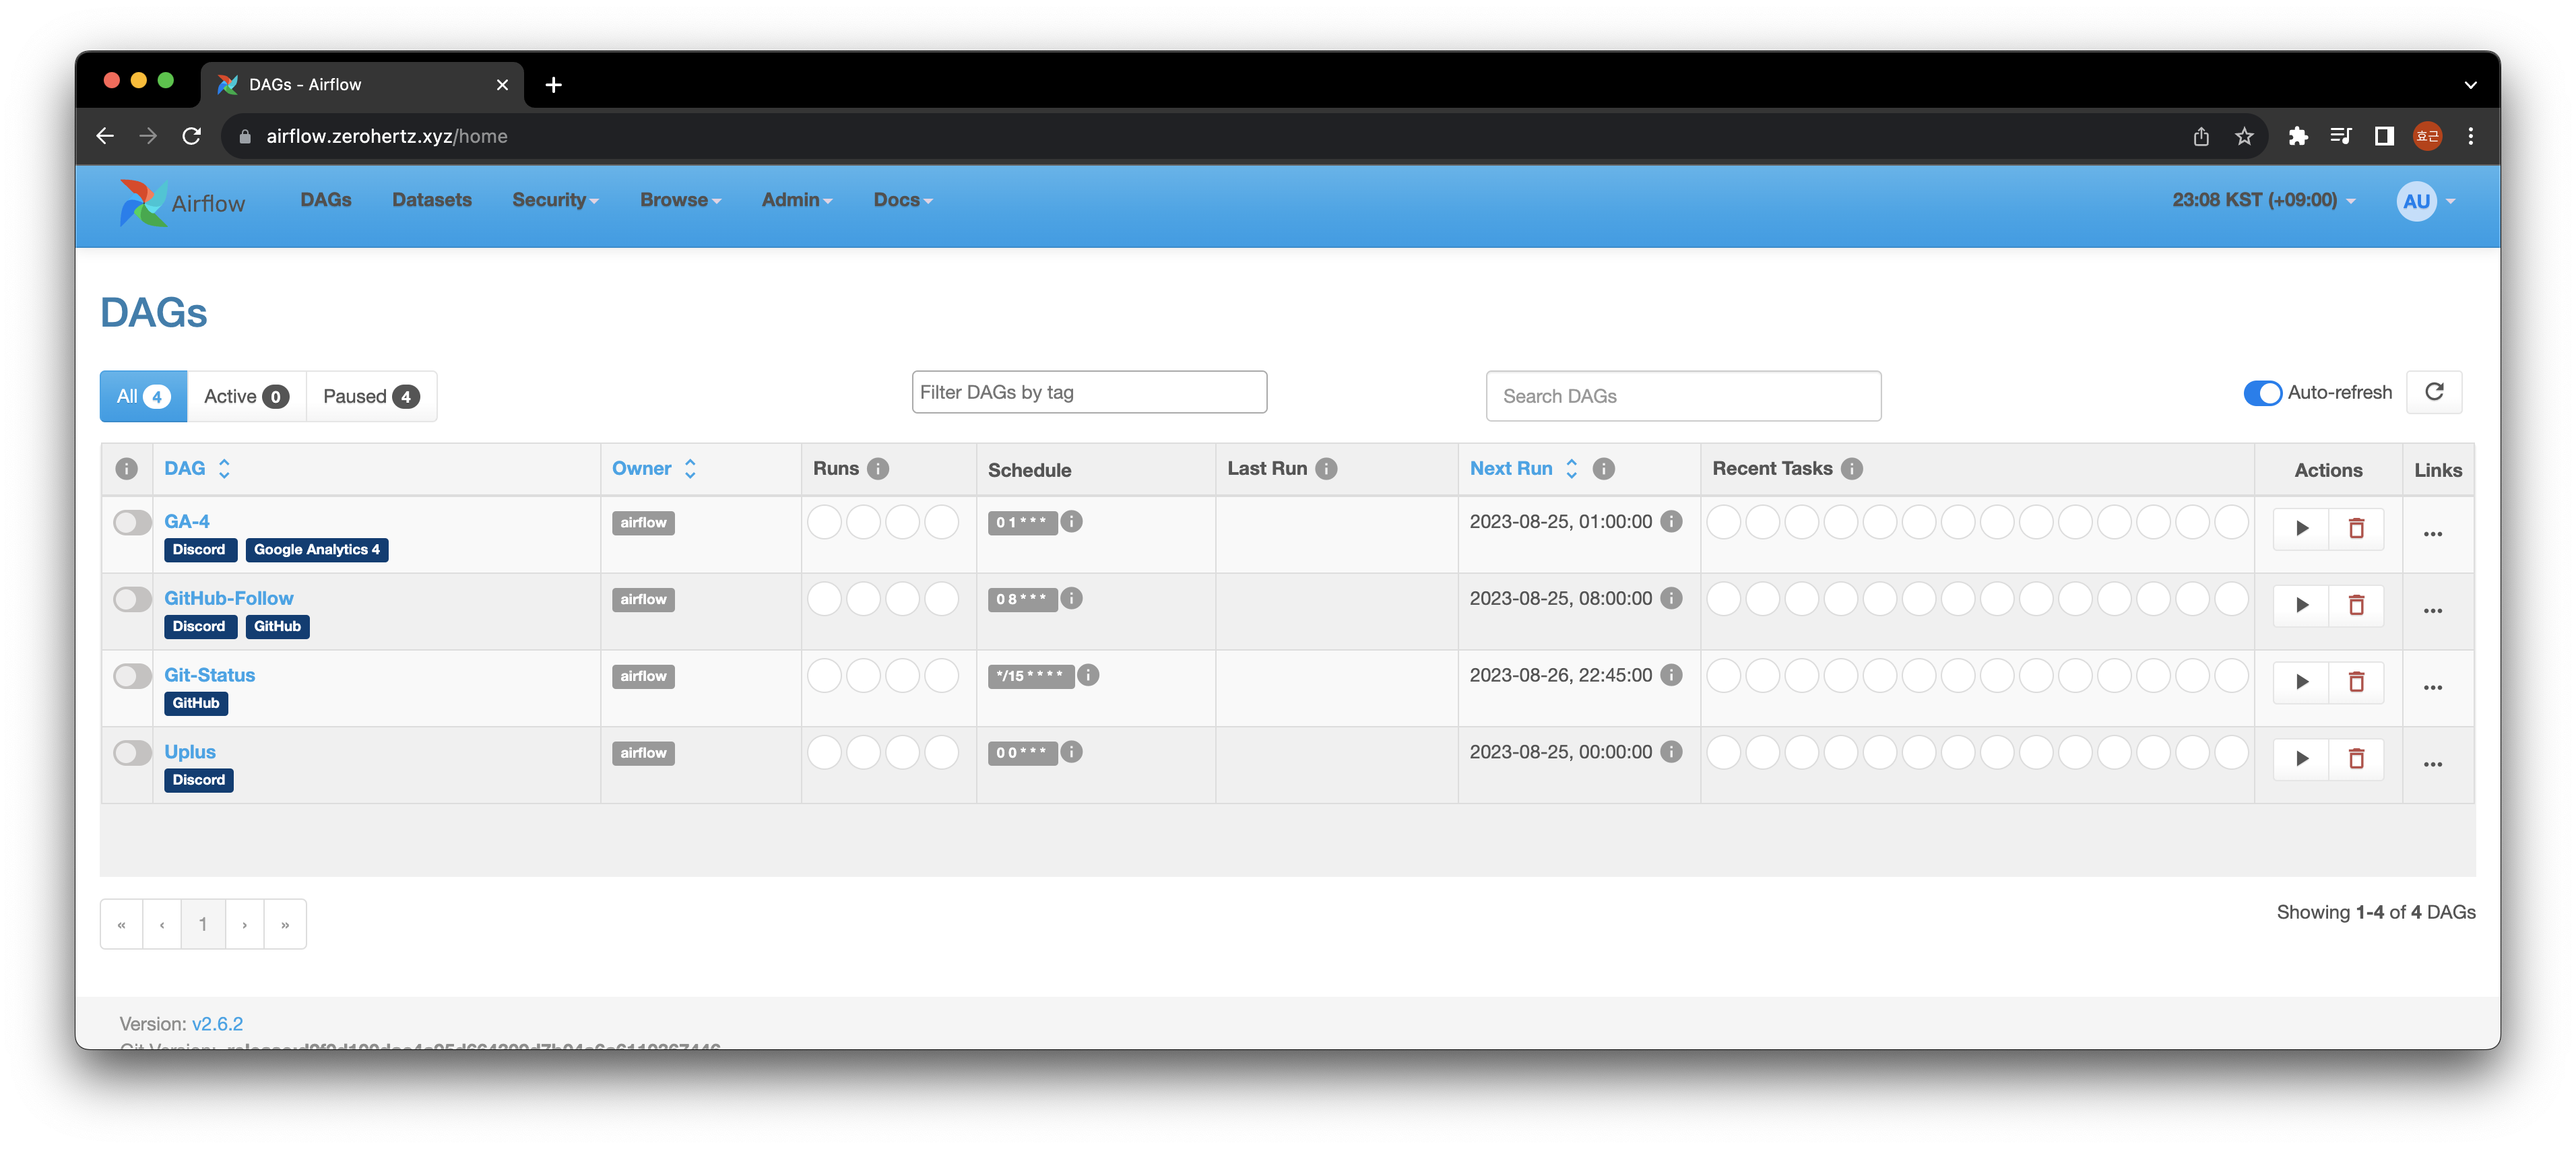 DAGs - Airflow
airflow.zerohertz.xyz/home
효근
Airflow DAGs Datasets Security Browse Admin Docs 23:08 KST (+09:00) AU
DAGs
All 4 Active 0 Paused 4 Filter DAGs by tag Search DAGs Auto-refresh
DAG Owner Runs Schedule Last Run Next Run Recent Tasks Actions Links
GA-4 airflow 0 1 * * * 2023-08-25, 01:00:00
Discord Google Analytics 4
GitHub-Follow airflow 0 8 * * * 2023-08-25, 08:00:00
Discord GitHub
Git-Status airflow */15 * * * * 2023-08-26, 22:45:00
GitHub
Uplus airflow 0 0 * * * 2023-08-25, 00:00:00
Discord
« ‹ 1 › » Showing 1-4 of 4 DAGs
Version: v2.6.2
Git Version: